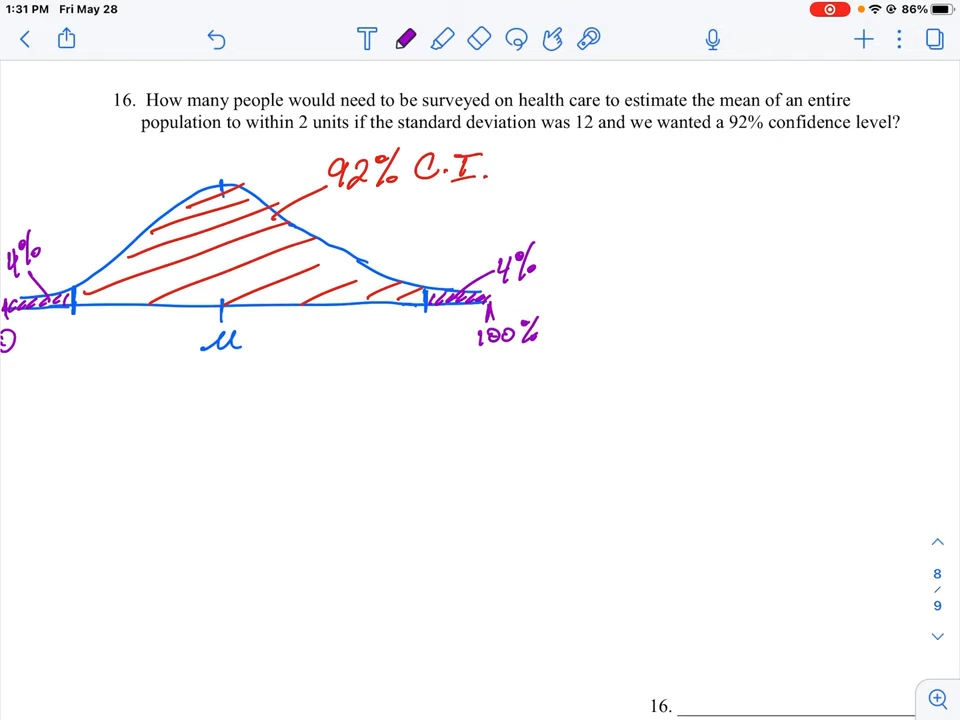 1:31 PM Fri May 28
86%
T
16. How many people would need to be surveyed on health care to estimate the mean of an entire
population to within 2 units if the standard deviation was 12 and we wanted a 92% confidence level?
92% C.I.
4%
4%
100%
μ
8
/
9
16. ____________________